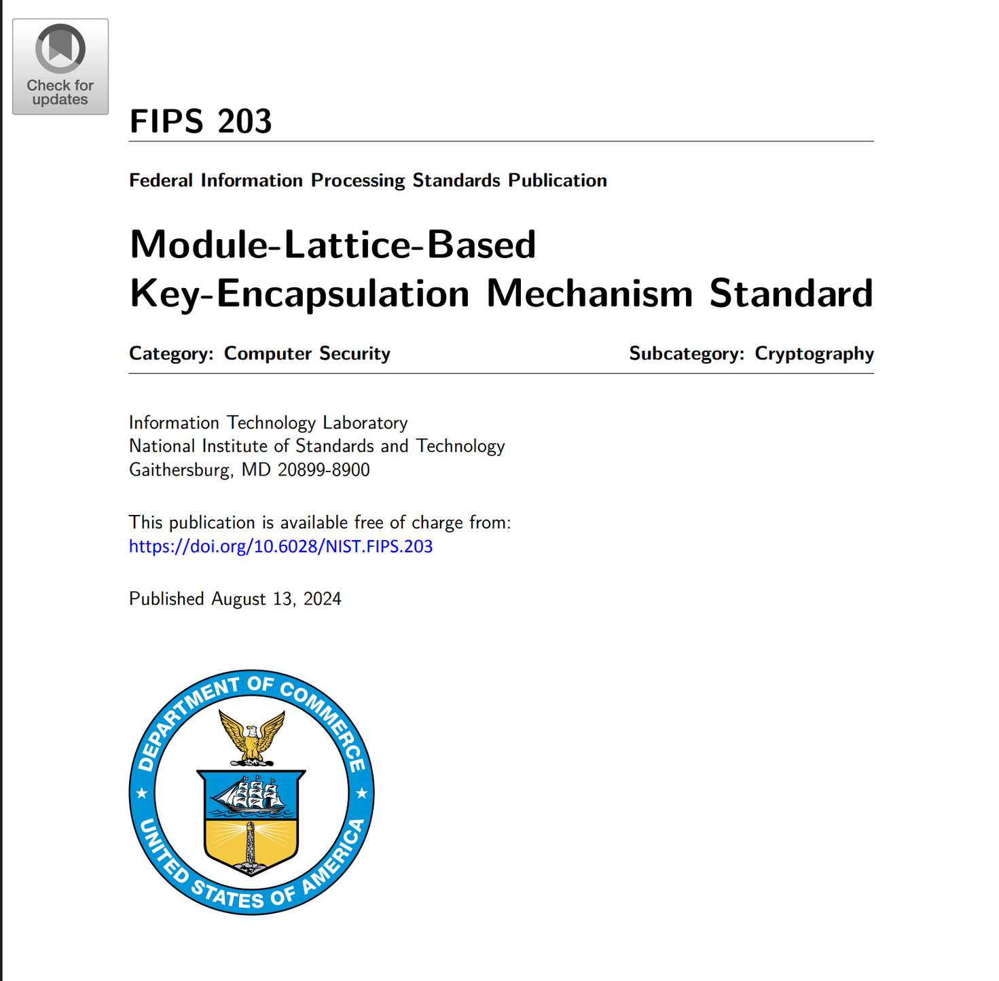 Check for
updates
FIPS 203
Federal Information Processing Standards Publication
Module-Lattice-Based
Key-Encapsulation Mechanism Standard
Category: Computer Security Subcategory: Cryptography
Information Technology Laboratory
National Institute of Standards and Technology
Gaithersburg, MD 20899-8900
This publication is available free of charge from:
https://doi.org/10.6028/NIST.FIPS.203
Published August 13, 2024
DEPARTMENT OF COMMERCE
UNITED STATES OF AMERICA